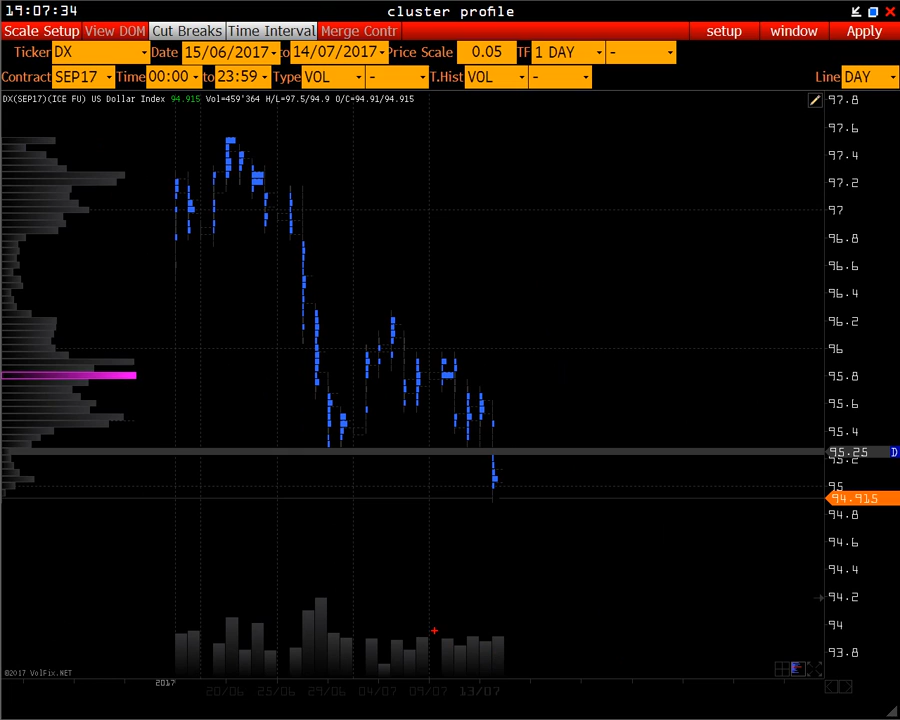 19:07:34 cluster profile
Scale Setup View DOM Cut Breaks Time Interval Merge Contr setup window Apply
Ticker DX Date 15/06/2017 to 14/07/2017 Price Scale 0.05 TF 1 DAY -
Contract SEP17 Time 00:00 to 23:59 Type VOL - T.Hist VOL - Line DAY
DX(SEP17)(ICE FU) US Dollar Index 94.915 Vol=459'364 H/L=97.5/94.9 O/C=94.91/94.915
97.8
97.6
97.4
97.2
97
96.8
96.6
96.4
96.2
96
95.8
95.6
95.4
95.25 D
95.2
95
94.915
94.8
94.6
94.4
94.2
94
93.8
©2017 VolFix.NET
2017
20/06 25/06 29/06 04/07 09/07 13/07